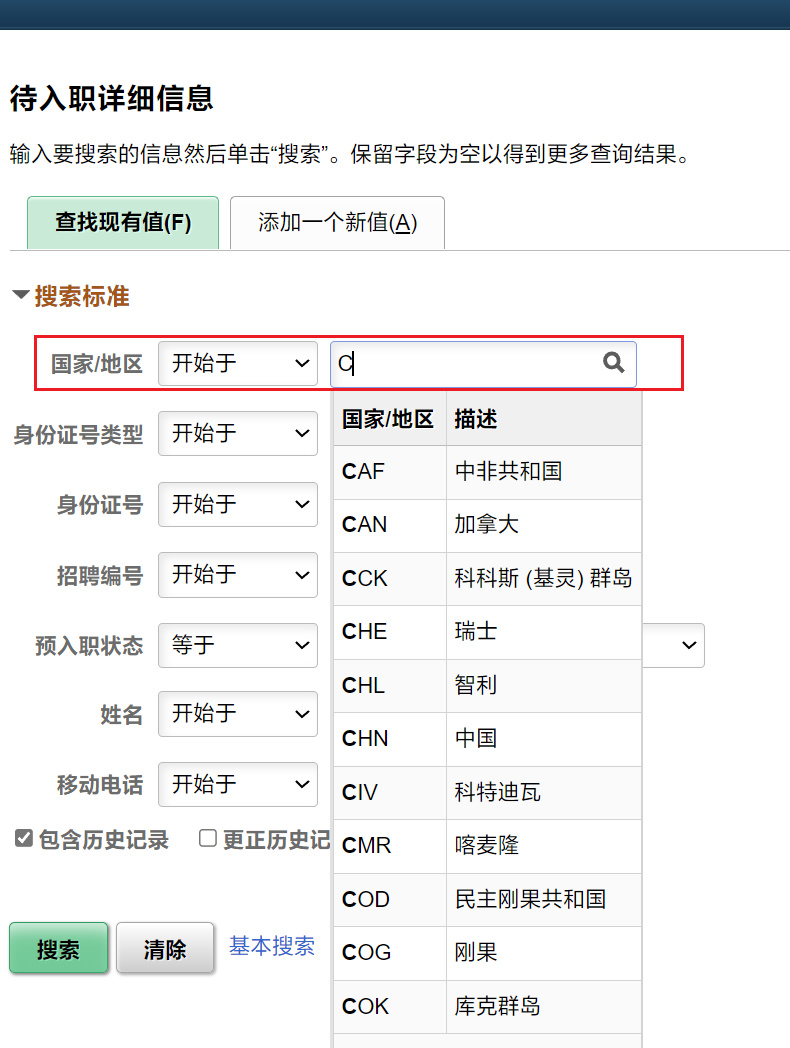 待入职详细信息
输入要搜索的信息然后单击“搜索”。保留字段为空以得到更多查询结果。
查找现有值(F) 添加一个新值(A)
搜索标准
国家/地区 开始于 C
国家/地区 描述
身份证号类型 开始于
CAF 中非共和国
身份证号 开始于
CAN 加拿大
招聘编号 开始于
CCK 科科斯 (基灵) 群岛
预入职状态 等于
CHE 瑞士
CHL 智利
姓名 开始于
CHN 中国
移动电话 开始于
CIV 科特迪瓦
包含历史记录 更正历史记
CMR 喀麦隆
COD 民主刚果共和国
搜索 清除 基本搜索
COG 刚果
COK 库克群岛